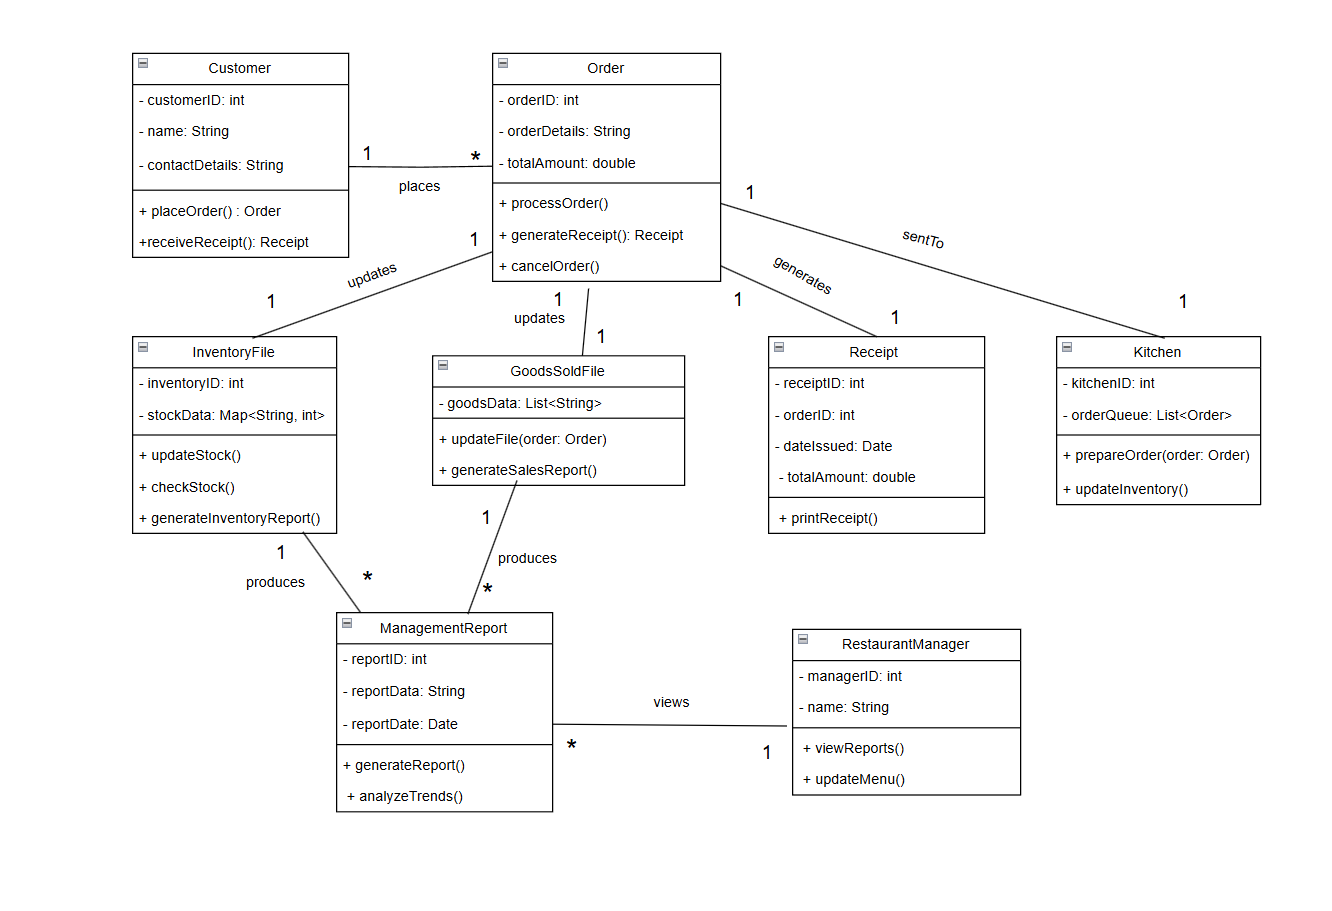 Customer
- customerID: int
- name: String
- contactDetails: String
+ placeOrder() : Order
+receiveReceipt(): Receipt
1
*
places
Order
- orderID: int
- orderDetails: String
- totalAmount: double
+ processOrder()
+ generateReceipt(): Receipt
+ cancelOrder()
1
updates
1
1
updates
1
1
generates
1
1
sentTo
1
InventoryFile
- inventoryID: int
- stockData: Map<String, int>
+ updateStock()
+ checkStock()
+ generateInventoryReport()
GoodsSoldFile
- goodsData: List<String>
+ updateFile(order: Order)
+ generateSalesReport()
Receipt
- receiptID: int
- orderID: int
- dateIssued: Date
- totalAmount: double
+ printReceipt()
Kitchen
- kitchenID: int
- orderQueue: List<Order>
+ prepareOrder(order: Order)
+ updateInventory()
1
produces
*
1
produces
*
ManagementReport
- reportID: int
- reportData: String
- reportDate: Date
+ generateReport()
+ analyzeTrends()
views
*
1
RestaurantManager
- managerID: int
- name: String
+ viewReports()
+ updateMenu()